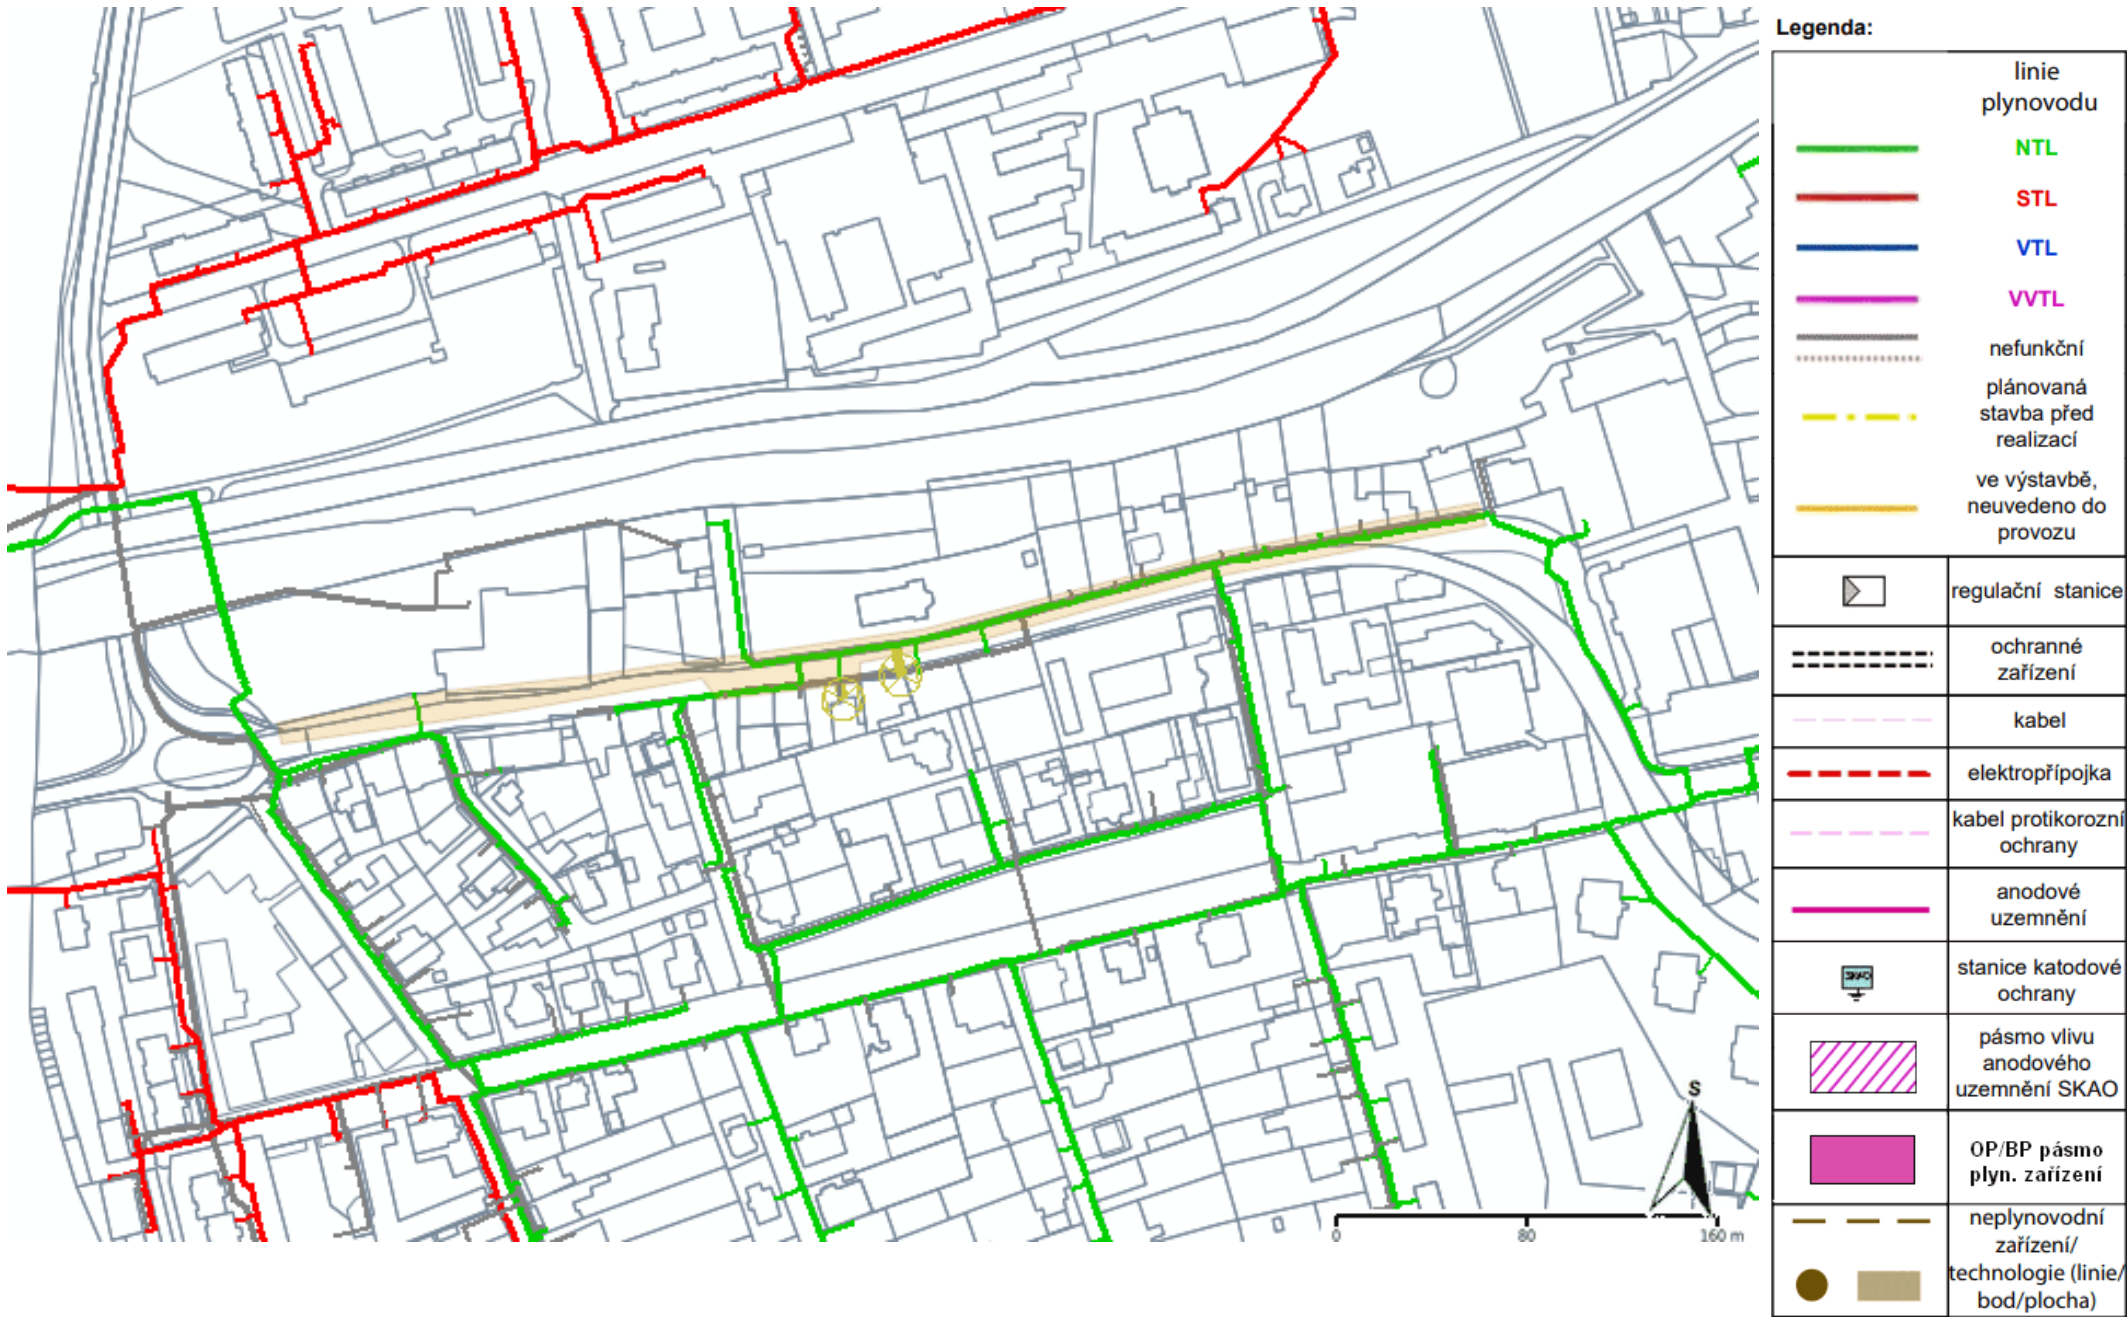 Legenda:
linie
plynovodu
NTL
STL
VTL
VVTL
nefunkční
plánovaná
stavba před
realizací
ve výstavbě,
neuvedeno do
provozu
regulační stanice
ochranné
zařízení
kabel
elektropřípojka
kabel protikorozní
ochrany
anodové
uzemnění
SKAO
stanice katodové
ochrany
pásmo vlivu
anodového
uzemnění SKAO
OP/BP pásmo
plyn. zařízení
neplynovodní
zařízení/
technologie (linie/
bod/plocha)
S
0 80 160 m